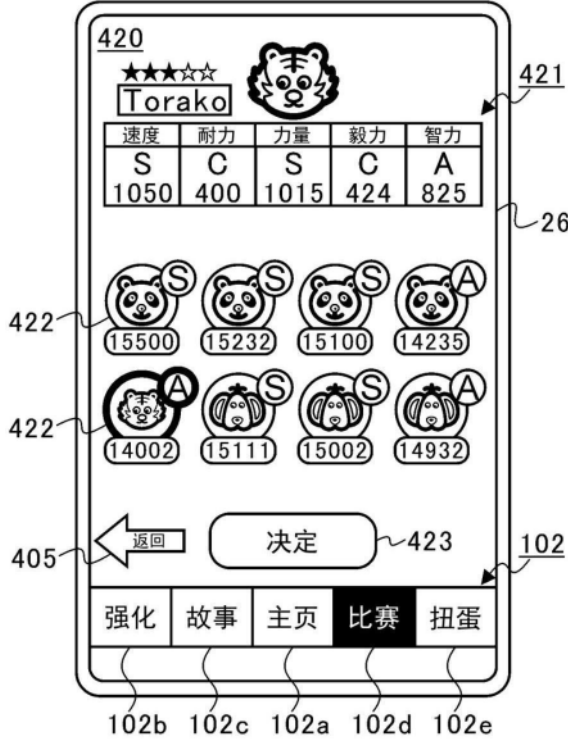 420
★★★☆☆
Torako
421
速度 耐力 力量 毅力 智力
S C S C A
1050 400 1015 424 825
26
S S S A
422
15500 15232 15100 14235
A S S A
422
14002 15111 15002 14932
返回 决定 423
405 102
强化 故事 主页 比赛 扭蛋
102b 102c 102a 102d 102e